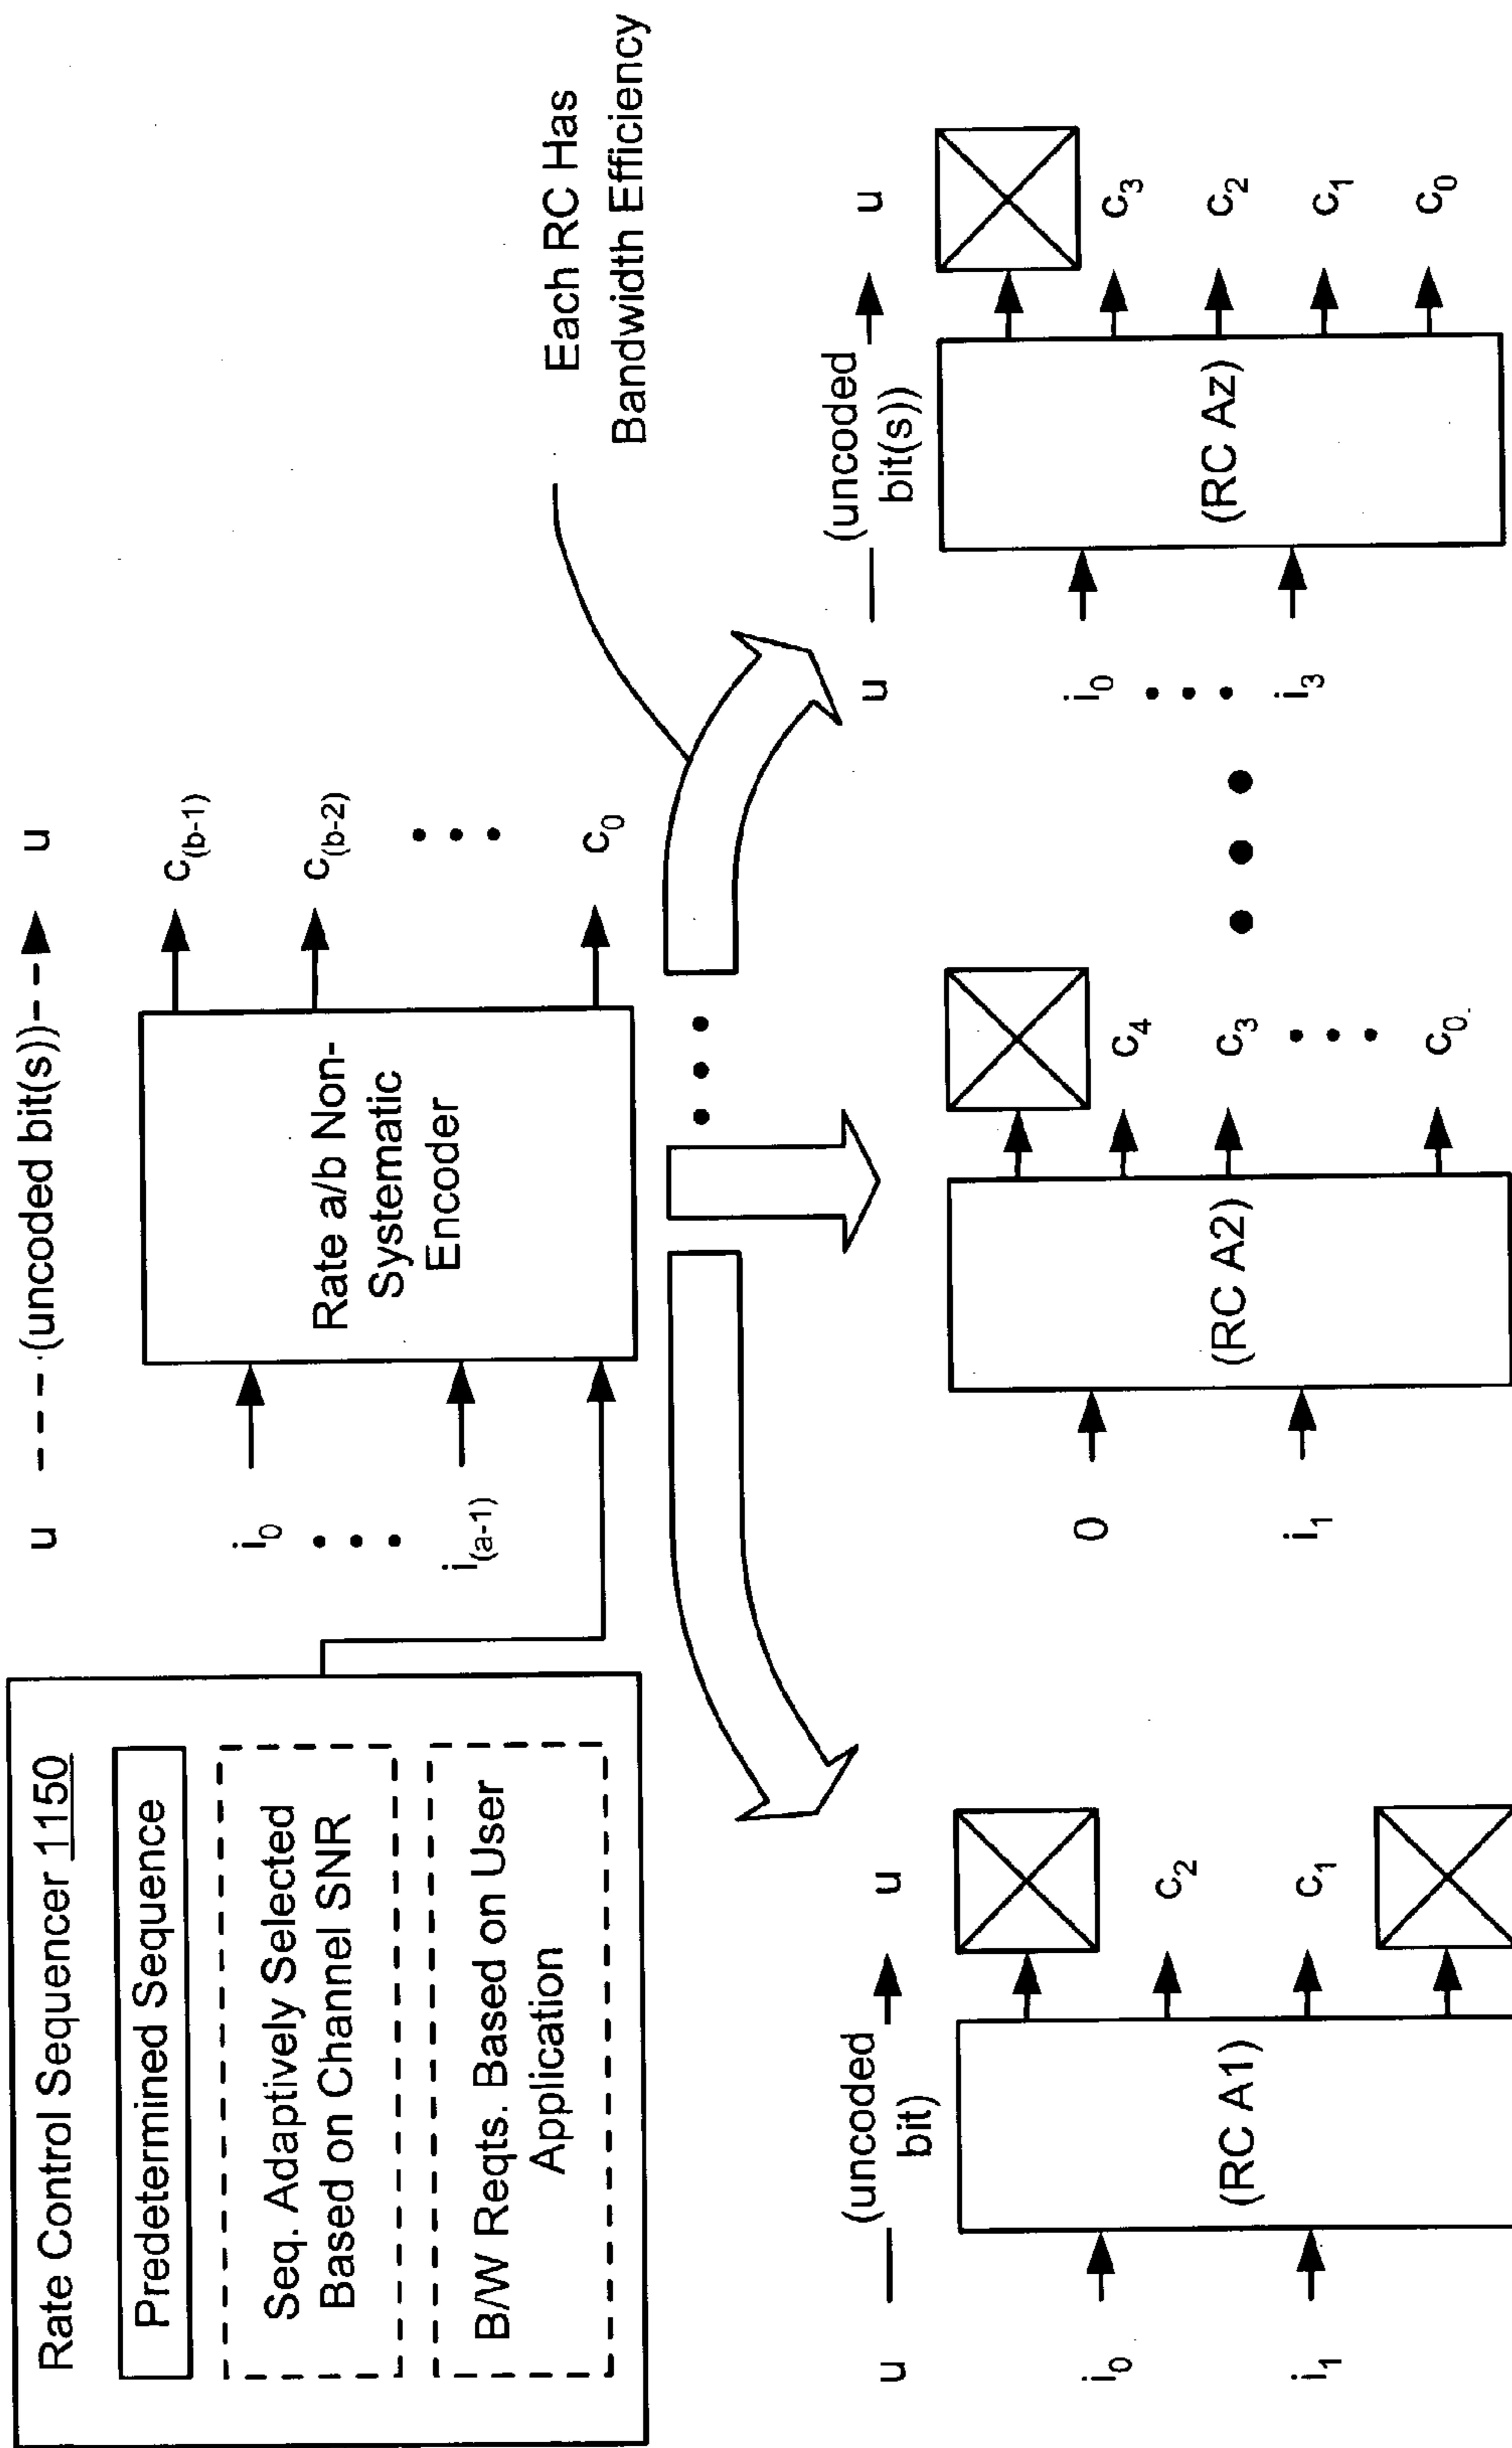 Rate Control Sequencer 1150
Predetermined Sequence
Seq. Adaptively Selected
Based on Channel SNR
B/W Reqts. Based on User
Application
u (uncoded bit(s)) u
i0
i(a-1)
Rate a/b Non-
Systematic
Encoder
c(b-1)
c(b-2)
c0
Each RC Has
Bandwidth Efficiency
u (uncoded
bit) u
i0
i1
(RC A1)
c2
c1
0
i1
(RC A2)
c4
c3
c0
u (uncoded
bit(s)) u
i0
i3
(RC Az)
c3
c2
c1
c0